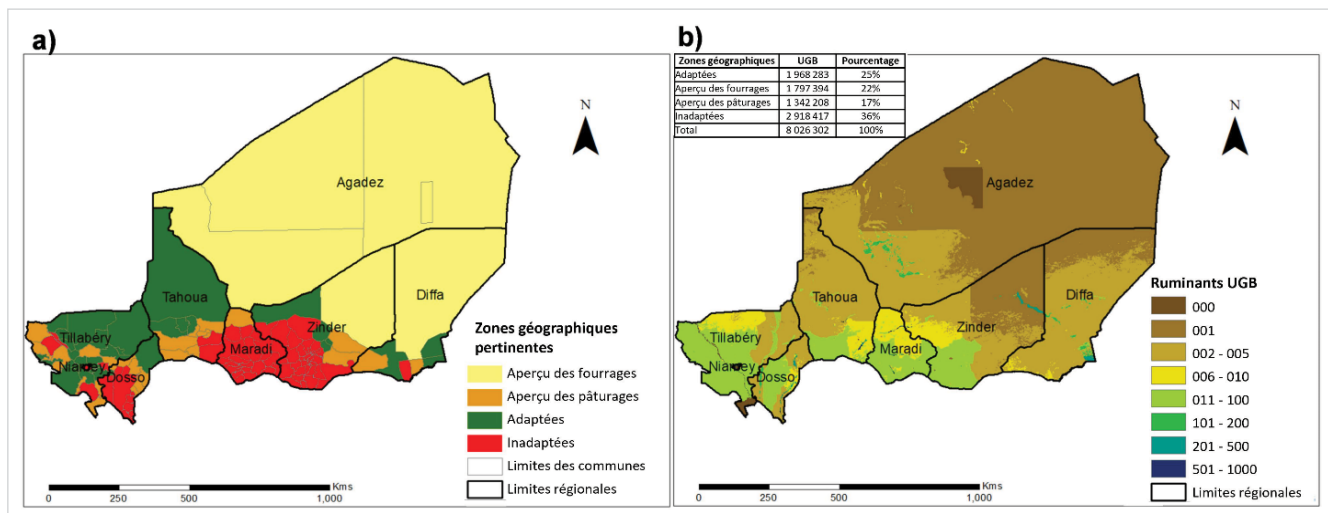 a)
N
Agadez
Tahoua
Diffa
Zinder
Tillabéry
Maradi
Niamey
Dosso
Zones géographiques
pertinentes
Aperçu des fourrages
Aperçu des pâturages
Adaptées
Inadaptées
Limites des communes
Limites régionales
0 250 500 1,000 Kms
b)
Zones géographiques UGB Pourcentage
Adaptées 1 968 283 25%
Aperçu des fourrages 1 797 394 22%
Aperçu des pâturages 1 342 208 17%
Inadaptées 2 918 417 36%
Total 8 026 302 100%
N
Agadez
Tahoua
Diffa
Zinder
Tillabéry
Maradi
Niamey
Dosso
Ruminants UGB
000
001
002 - 005
006 - 010
011 - 100
101 - 200
201 - 500
501 - 1000
Limites régionales
0 250 500 1,000 Kms